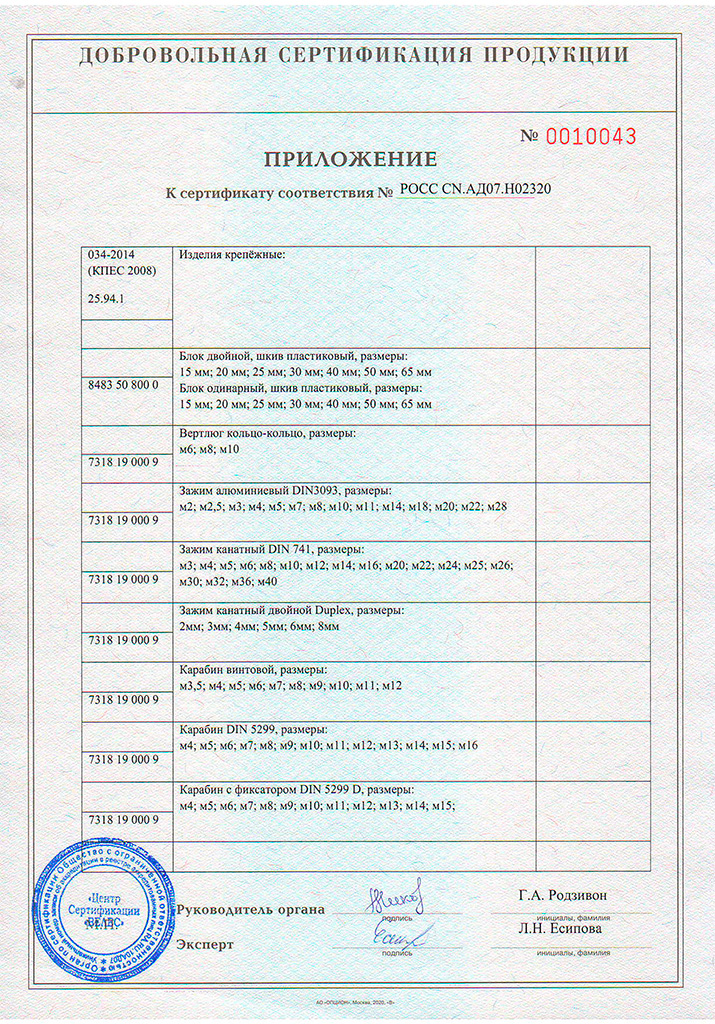 ДОБРОВОЛЬНАЯ СЕРТИФИКАЦИЯ ПРОДУКЦИИ
№ 0010043
ПРИЛОЖЕНИЕ
К сертификату соответствия № РОСС CN.АД07.Н02320
034-2014
(КПЕС 2008)
25.94.1
Изделия крепёжные:
8483 50 800 0
Блок двойной, шкив пластиковый, размеры:
15 мм; 20 мм; 25 мм; 30 мм; 40 мм; 50 мм; 65 мм
Блок одинарный, шкив пластиковый, размеры:
15 мм; 20 мм; 25 мм; 30 мм; 40 мм; 50 мм; 65 мм
7318 19 000 9
Вертлюг кольцо-кольцо, размеры:
м6; м8; м10
7318 19 000 9
Зажим алюминиевый DIN3093, размеры:
м2; м2,5; м3; м4; м5; м7; м8; м10; м11; м14; м18; м20; м22; м28
7318 19 000 9
Зажим канатный DIN 741, размеры:
м3; м4; м5; м6; м8; м10; м12; м14; м16; м20; м22; м24; м25; м26;
м30; м32; м36; м40
7318 19 000 9
Зажим канатный двойной Duplex, размеры:
2мм; 3мм; 4мм; 5мм; 6мм; 8мм
7318 19 000 9
Карабин винтовой, размеры:
м3,5; м4; м5; м6; м7; м8; м9; м10; м11; м12
7318 19 000 9
Карабин DIN 5299, размеры:
м4; м5; м6; м7; м8; м9; м10; м11; м12; м13; м14; м15; м16
7318 19 000 9
Карабин с фиксатором DIN 5299 D, размеры:
м4; м5; м6; м7; м8; м9; м10; м11; м12; м13; м14; м15;
Орган по сертификации Общество с ограниченной ответственностью
«Центр
Сертификации
«ВЕЛЕС»
М.П.
Руководитель органа
подпись
Г.А. Родзивон
инициалы, фамилия
Эксперт
подпись
Л.Н. Есипова
инициалы, фамилия
АО «ОПЦИОН», Москва, 2020, «В»